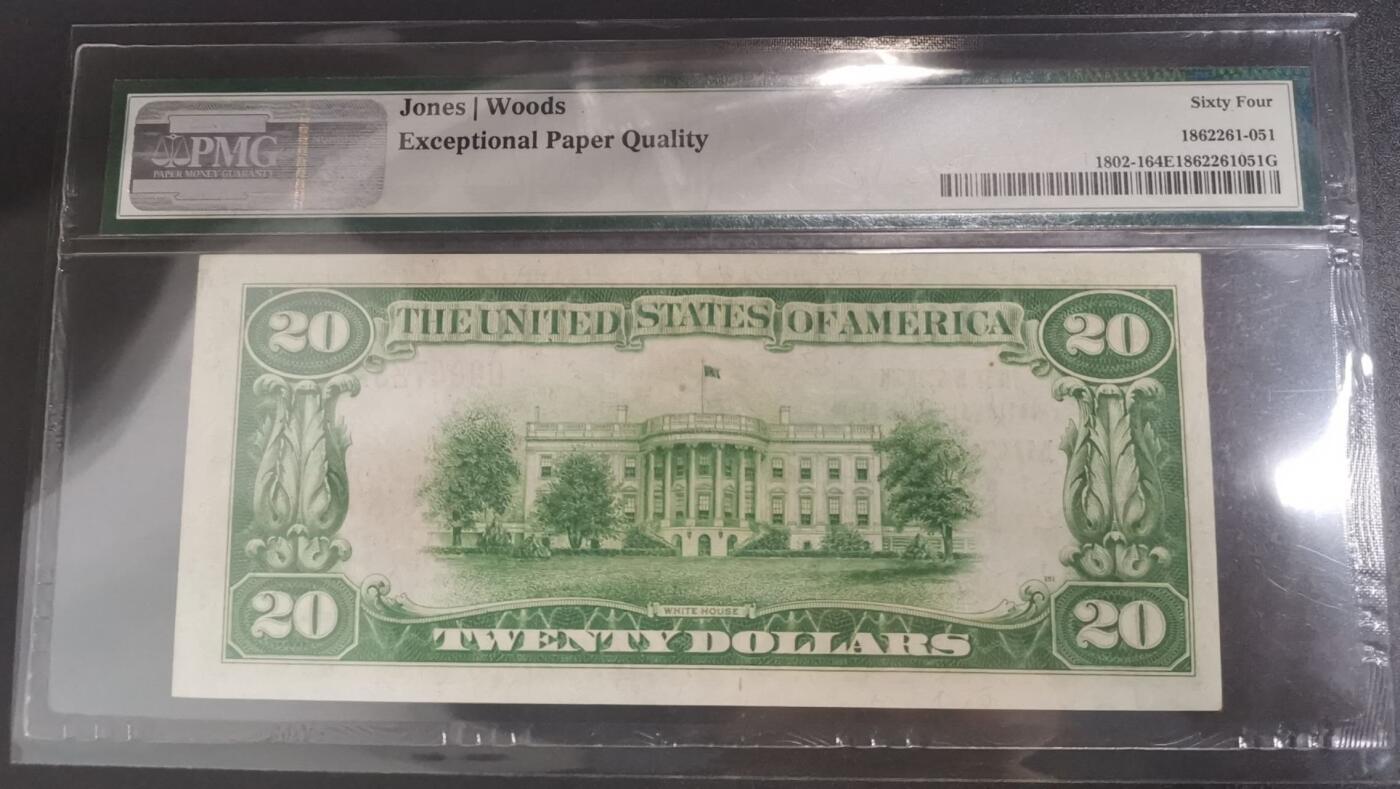 PMG
PAPER MONEY GUARANTY
Jones | Woods
Exceptional Paper Quality
Sixty Four
1862261-051
1802-164E1862261051G
20
THE UNITED STATES OF AMERICA
20
WHITE HOUSE
20
TWENTY DOLLARS
20